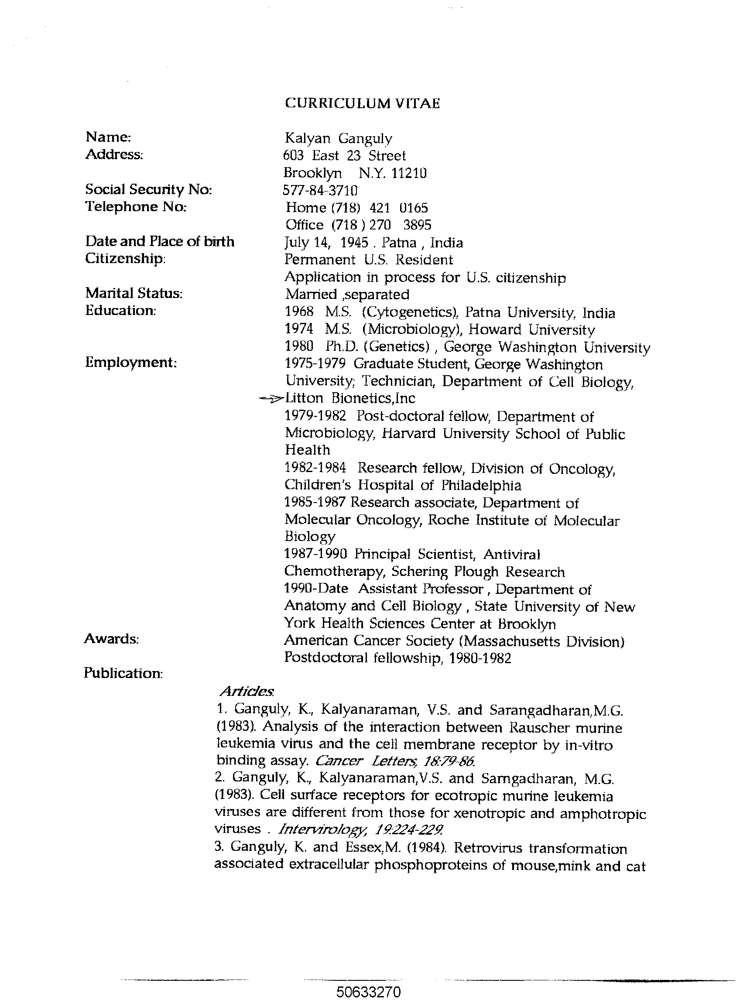 CURRICULUM VITAE
Name: Kalyan Ganguly
Address: 603 East 23 Street
Brooklyn N.Y. 11210
Social Security No: 577-84-3710
Telephone No: Home (718) 421 0165
Office (718 ) 270 3895
Date and Place of birth July 14, 1945 . Patna , India
Citizenship: Permanent U.S. Resident
Application in process for U.S. citizenship
Marital Status: Married ,separated
Education: 1968 M.S. (Cytogenetics), Patna University, India
1974 M.S. (Microbiology), Howard University
1980 Ph.D. (Genetics) , George Washington University
Employment: 1975-1979 Graduate Student, George Washington
University; Technician, Department of Cell Biology,
Litton Bionetics,Inc
1979-1982 Post-doctoral fellow, Department of
Microbiology, Harvard University School of Public
Health
1982-1984 Research fellow, Division of Oncology,
Children's Hospital of Philadelphia
1985-1987 Research associate, Department of
Molecular Oncology, Roche Institute of Molecular
Biology
1987-1990 Principal Scientist, Antiviral
Chemotherapy, Schering Plough Research
1990-Date Assistant Professor , Department of
Anatomy and Cell Biology , State University of New
York Health Sciences Center at Brooklyn
Awards: American Cancer Society (Massachusetts Division)
Postdoctoral fellowship, 1980-1982
Publication:
Articles:
1. Ganguly, K., Kalyanaraman, V.S. and Sarangadharan,M.G.
(1983). Analysis of the interaction between Rauscher murine
leukemia virus and the cell membrane receptor by in-vitro
binding assay. Cancer Letters, 18:79-86.
2. Ganguly, K., Kalyanaraman,V.S. and Sarngadharan, M.G.
(1983). Cell surface receptors for ecotropic murine leukemia
viruses are different from those for xenotropic and amphotropic
viruses . Intervirology, 19:224-229.
3. Ganguly, K. and Essex,M. (1984). Retrovirus transformation
associated extracellular phosphoproteins of mouse,mink and cat
50633270